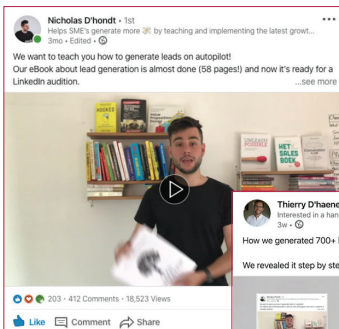 Nicholas D'hondt • 1st
Helps SME's generate more 💸 by teaching and implementing the latest growt...
3mo • Edited •
We want to teach you how to generate leads on autopilot!
Our eBook about lead generation is almost done (58 pages!) and now it's ready for a
LinkedIn audition.
...see more
HOOKED
HET
SALES
BOEK
Thierry D'haene
Interested in a han
3w •
How we generated 700+
We revealed it step by ste
203 · 412 Comments · 18,523 Views
Like Comment Share